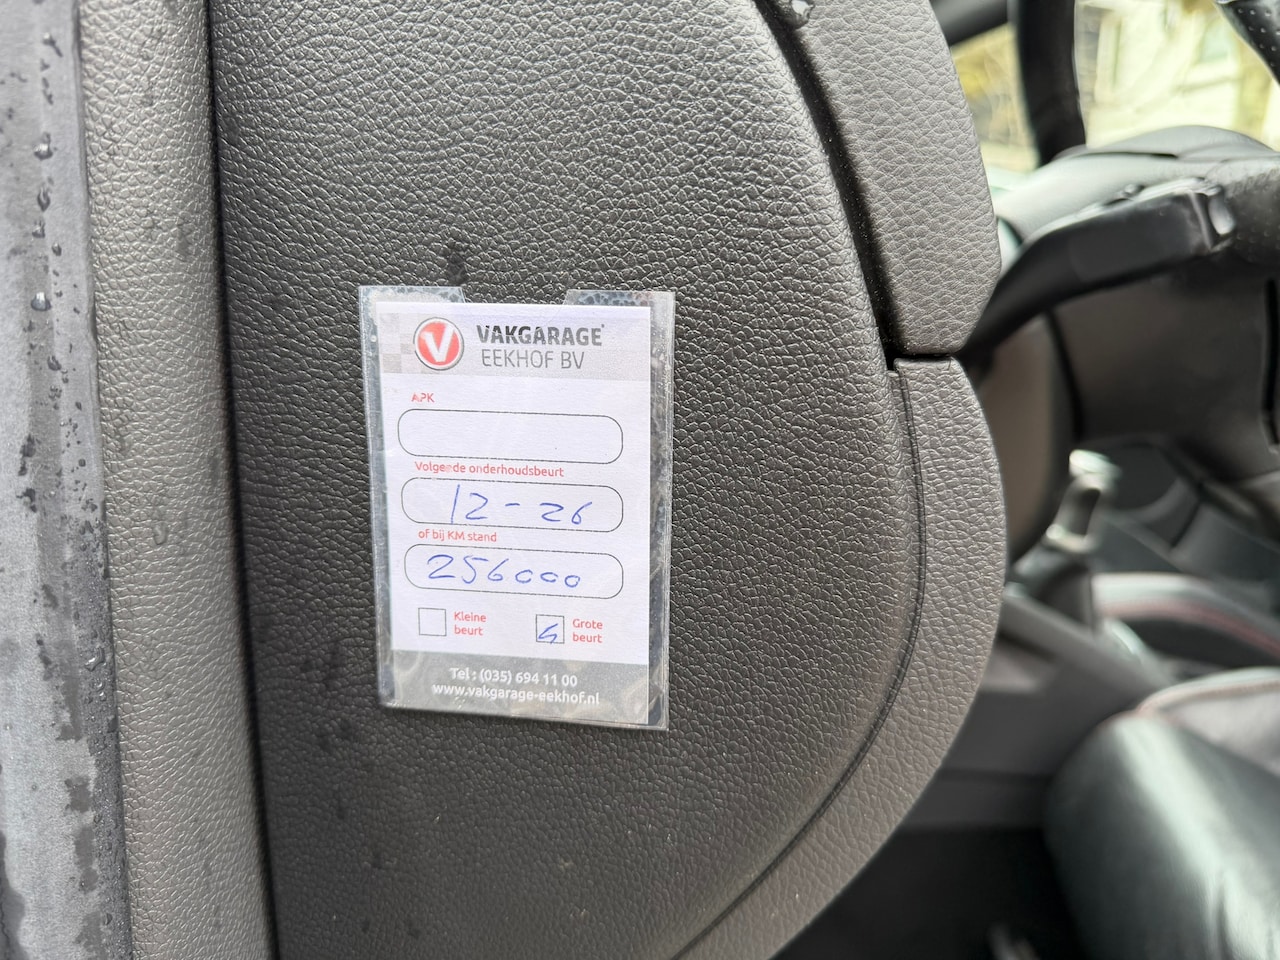 V
VAKGARAGE
EEKHOF BV
APK
Volgende onderhoudsbeurt
12-26
of bij KM stand
256000
Kleine
beurt
Grote
beurt
Tel : (035) 694 11 00
www.vakgarage-eekhof.nl